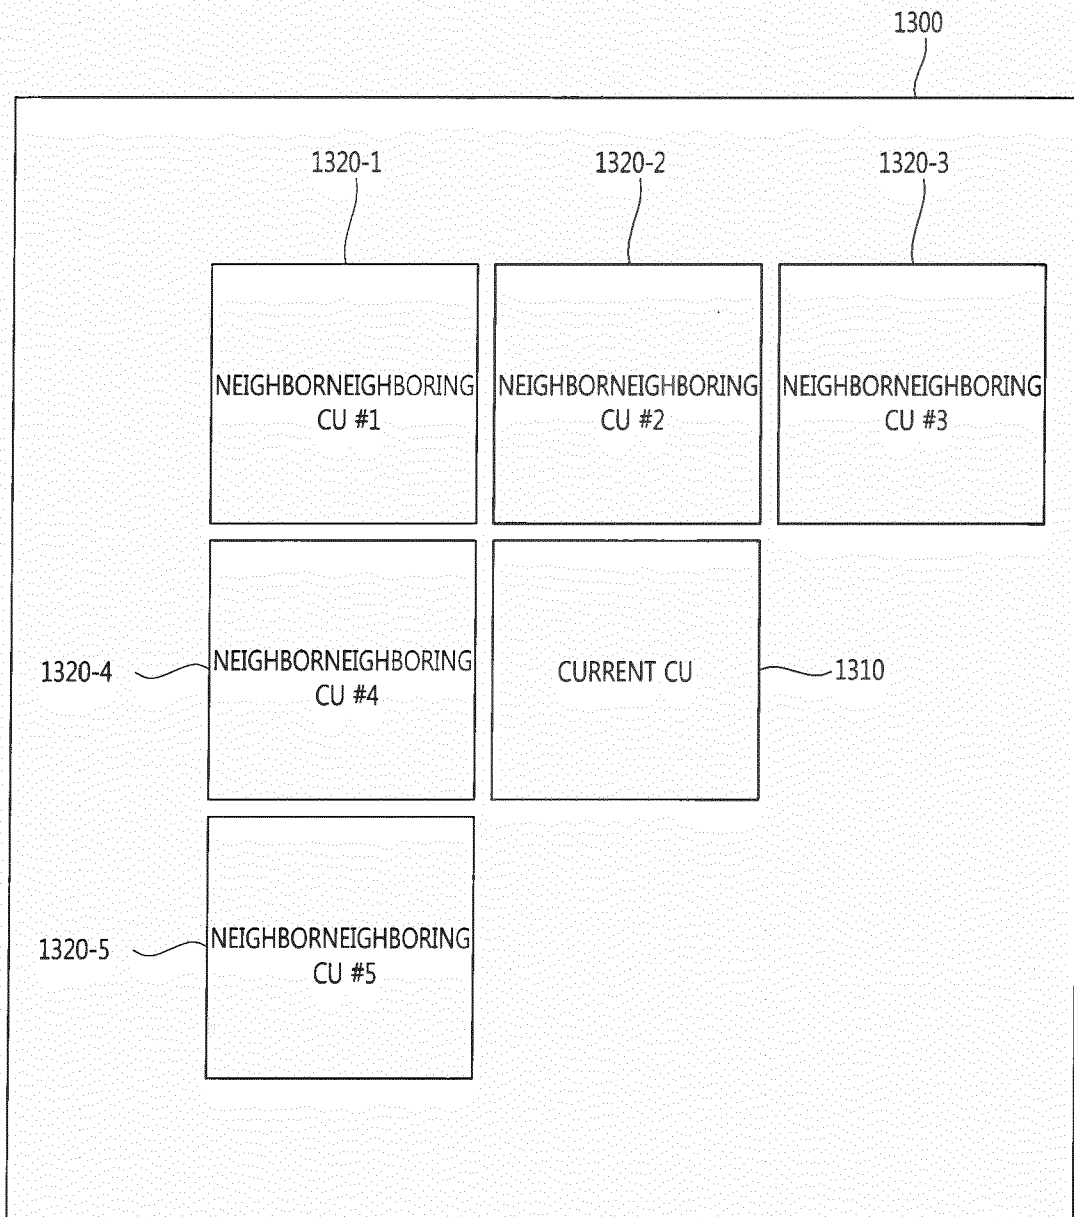 1300
1320-1
1320-2
1320-3
NEIGHBORNEIGHBORING
CU #1
NEIGHBORNEIGHBORING
CU #2
NEIGHBORNEIGHBORING
CU #3
1320-4
NEIGHBORNEIGHBORING
CU #4
CURRENT CU
1310
1320-5
NEIGHBORNEIGHBORING
CU #5